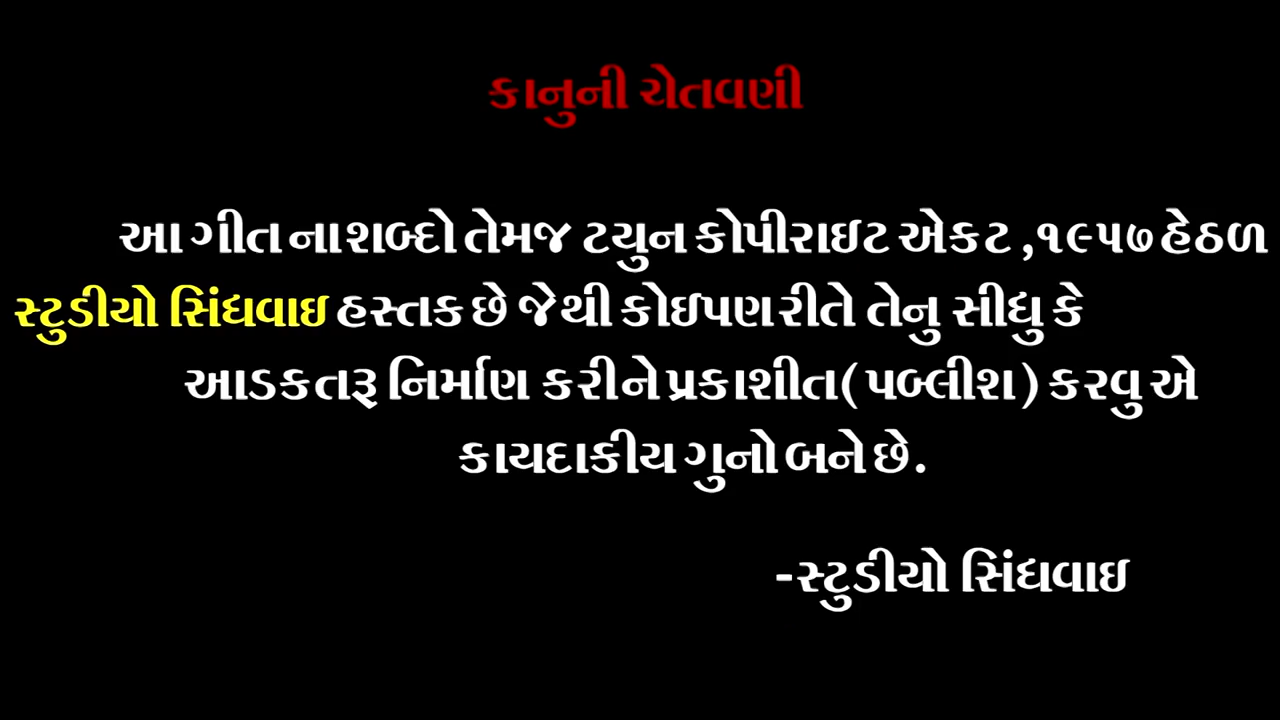 કાનુની ચેતવણી
આ ગીત ના શબ્દો તેમજ ટયુન કોપીરાઇટ એકટ ,૧૯૫૭ હેઠળ
સ્ટુડીયો સિંધવાઇ હસ્તક છે જેથી કોઇપણ રીતે તેનુ સીધુ કે
આડકતરૂ નિર્માણ કરીને પ્રકાશીત( પબ્લીશ ) કરવુ એ
કાયદાકીય ગુનો બને છે.
-સ્ટુડીયો સિંધવાઇ